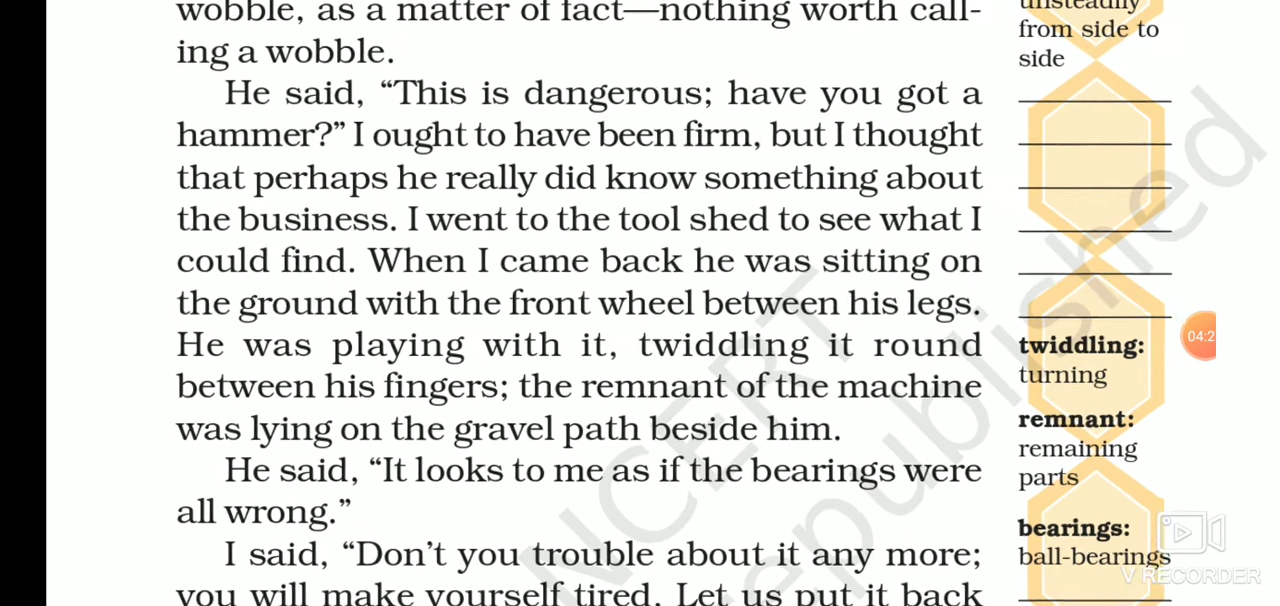 wobble, as a matter of fact—nothing worth call-
ing a wobble.
He said, “This is dangerous; have you got a
hammer?” I ought to have been firm, but I thought
that perhaps he really did know something about
the business. I went to the tool shed to see what I
could find. When I came back he was sitting on
the ground with the front wheel between his legs.
He was playing with it, twiddling it round
between his fingers; the remnant of the machine
was lying on the gravel path beside him.
He said, “It looks to me as if the bearings were
all wrong.”
I said, “Don’t you trouble about it any more;
you will make yourself tired. Let us put it back
unsteadily
from side to
side
twiddling:
turning
remnant:
remaining
parts
bearings:
ball-bearings
04:2
V RECORDER
NCERT
republished